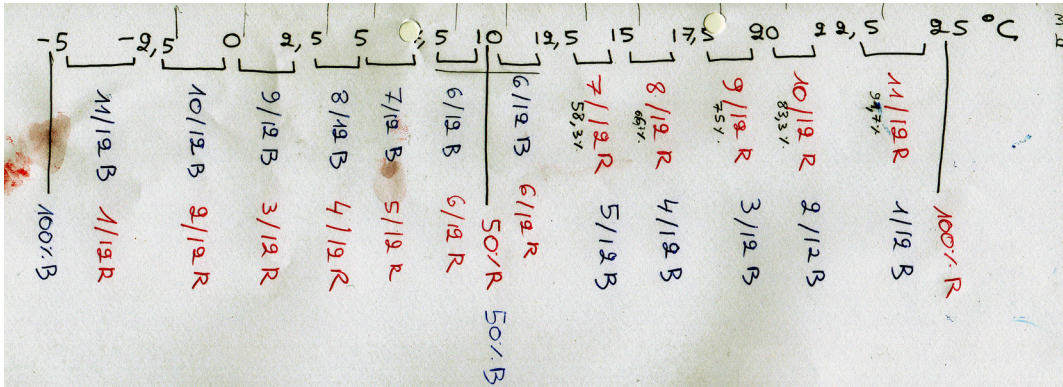 -5 -2,5 0 2,5 5 ,5 10 12,5 15 17,5 20 22,5 25 °C
100% B
11/12 B 1/12 R
10/12 B 2/12 R
9/12 B 3/12 R
8/12 B 4/12 R
7/12 B 5/12 R
6/12 B 6/12 R
50% R 50% B
6/12 B 6/12 R
7/12 R 5/12 B
58,3%
8/12 R 4/12 B
9/12 R 3/12 B
75%.
10/12 R 2/12 B
83,3%
11/12 R 1/12 B
100% R